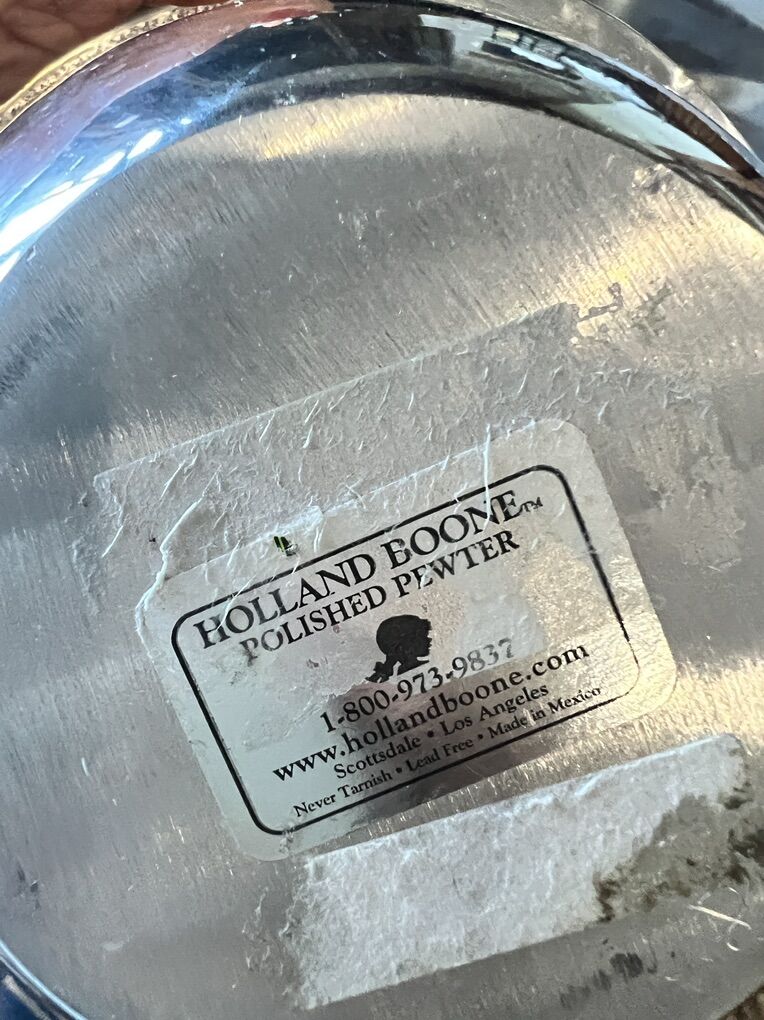 HOLLAND BOONE™
POLISHED PEWTER
1-800-973-9837
www.hollandboone.com
Scottsdale • Los Angeles
Never Tarnish • Lead Free • Made in Mexico